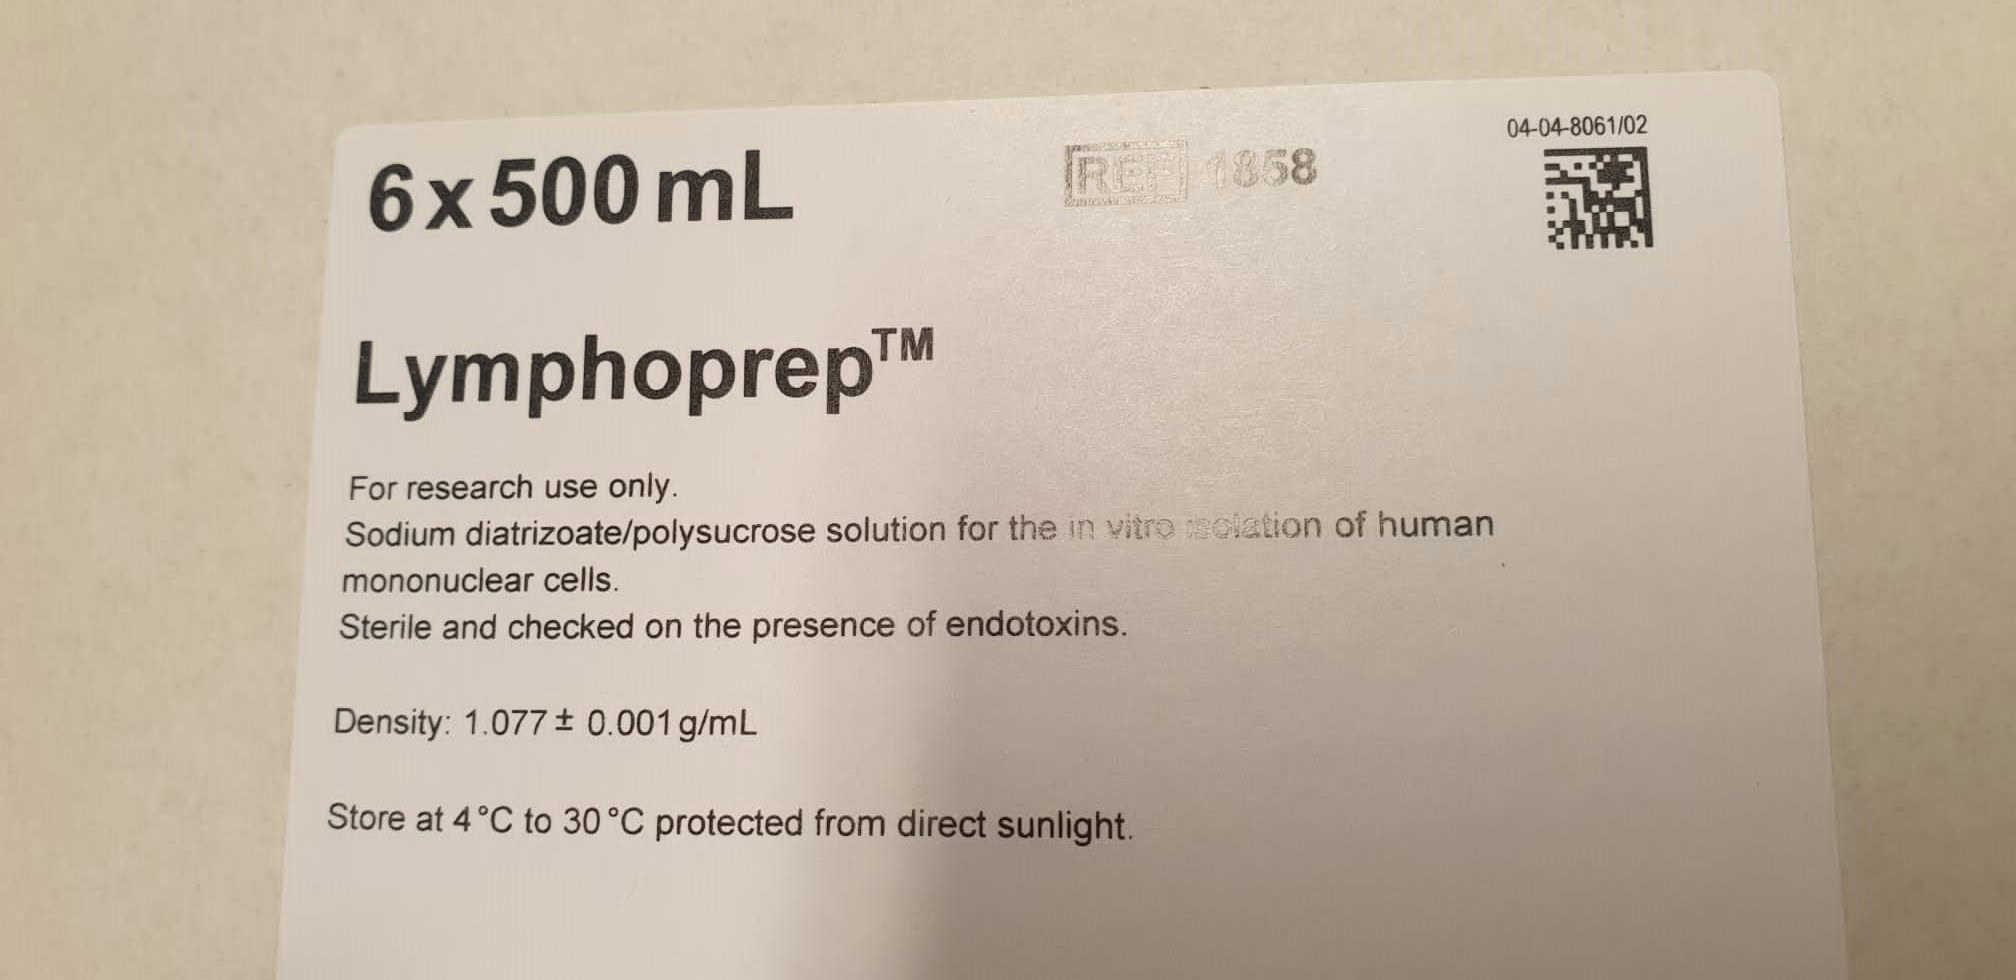 04-04-8061/02
6 x 500 mL REF 1858
Lymphoprep™
For research use only.
Sodium diatrizoate/polysucrose solution for the in vitro isolation of human
mononuclear cells.
Sterile and checked on the presence of endotoxins.
Density: 1.077 ± 0.001 g/mL
Store at 4 °C to 30 °C protected from direct sunlight.